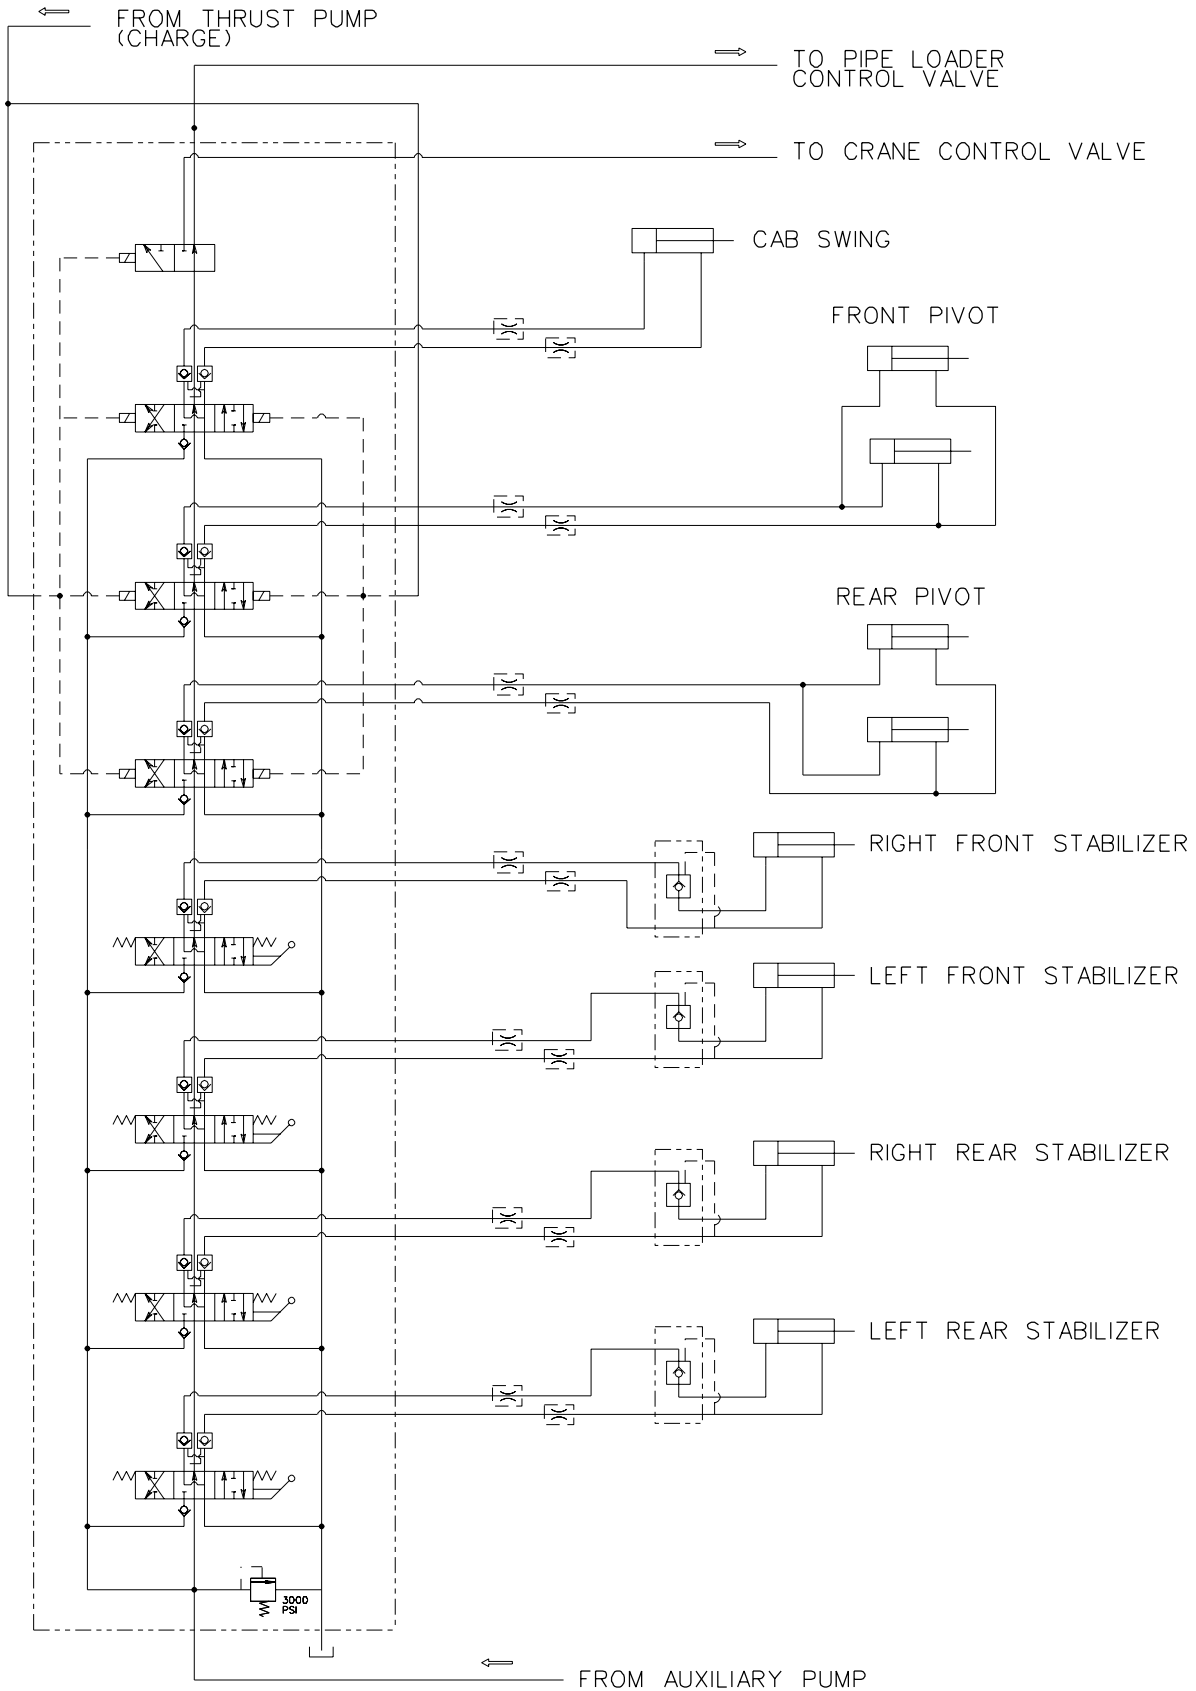 FROM THRUST PUMP
(CHARGE)
TO PIPE LOADER
CONTROL VALVE
TO CRANE CONTROL VALVE
CAB SWING
FRONT PIVOT
REAR PIVOT
RIGHT FRONT STABILIZER
LEFT FRONT STABILIZER
RIGHT REAR STABILIZER
LEFT REAR STABILIZER
3000
PSI
FROM AUXILIARY PUMP